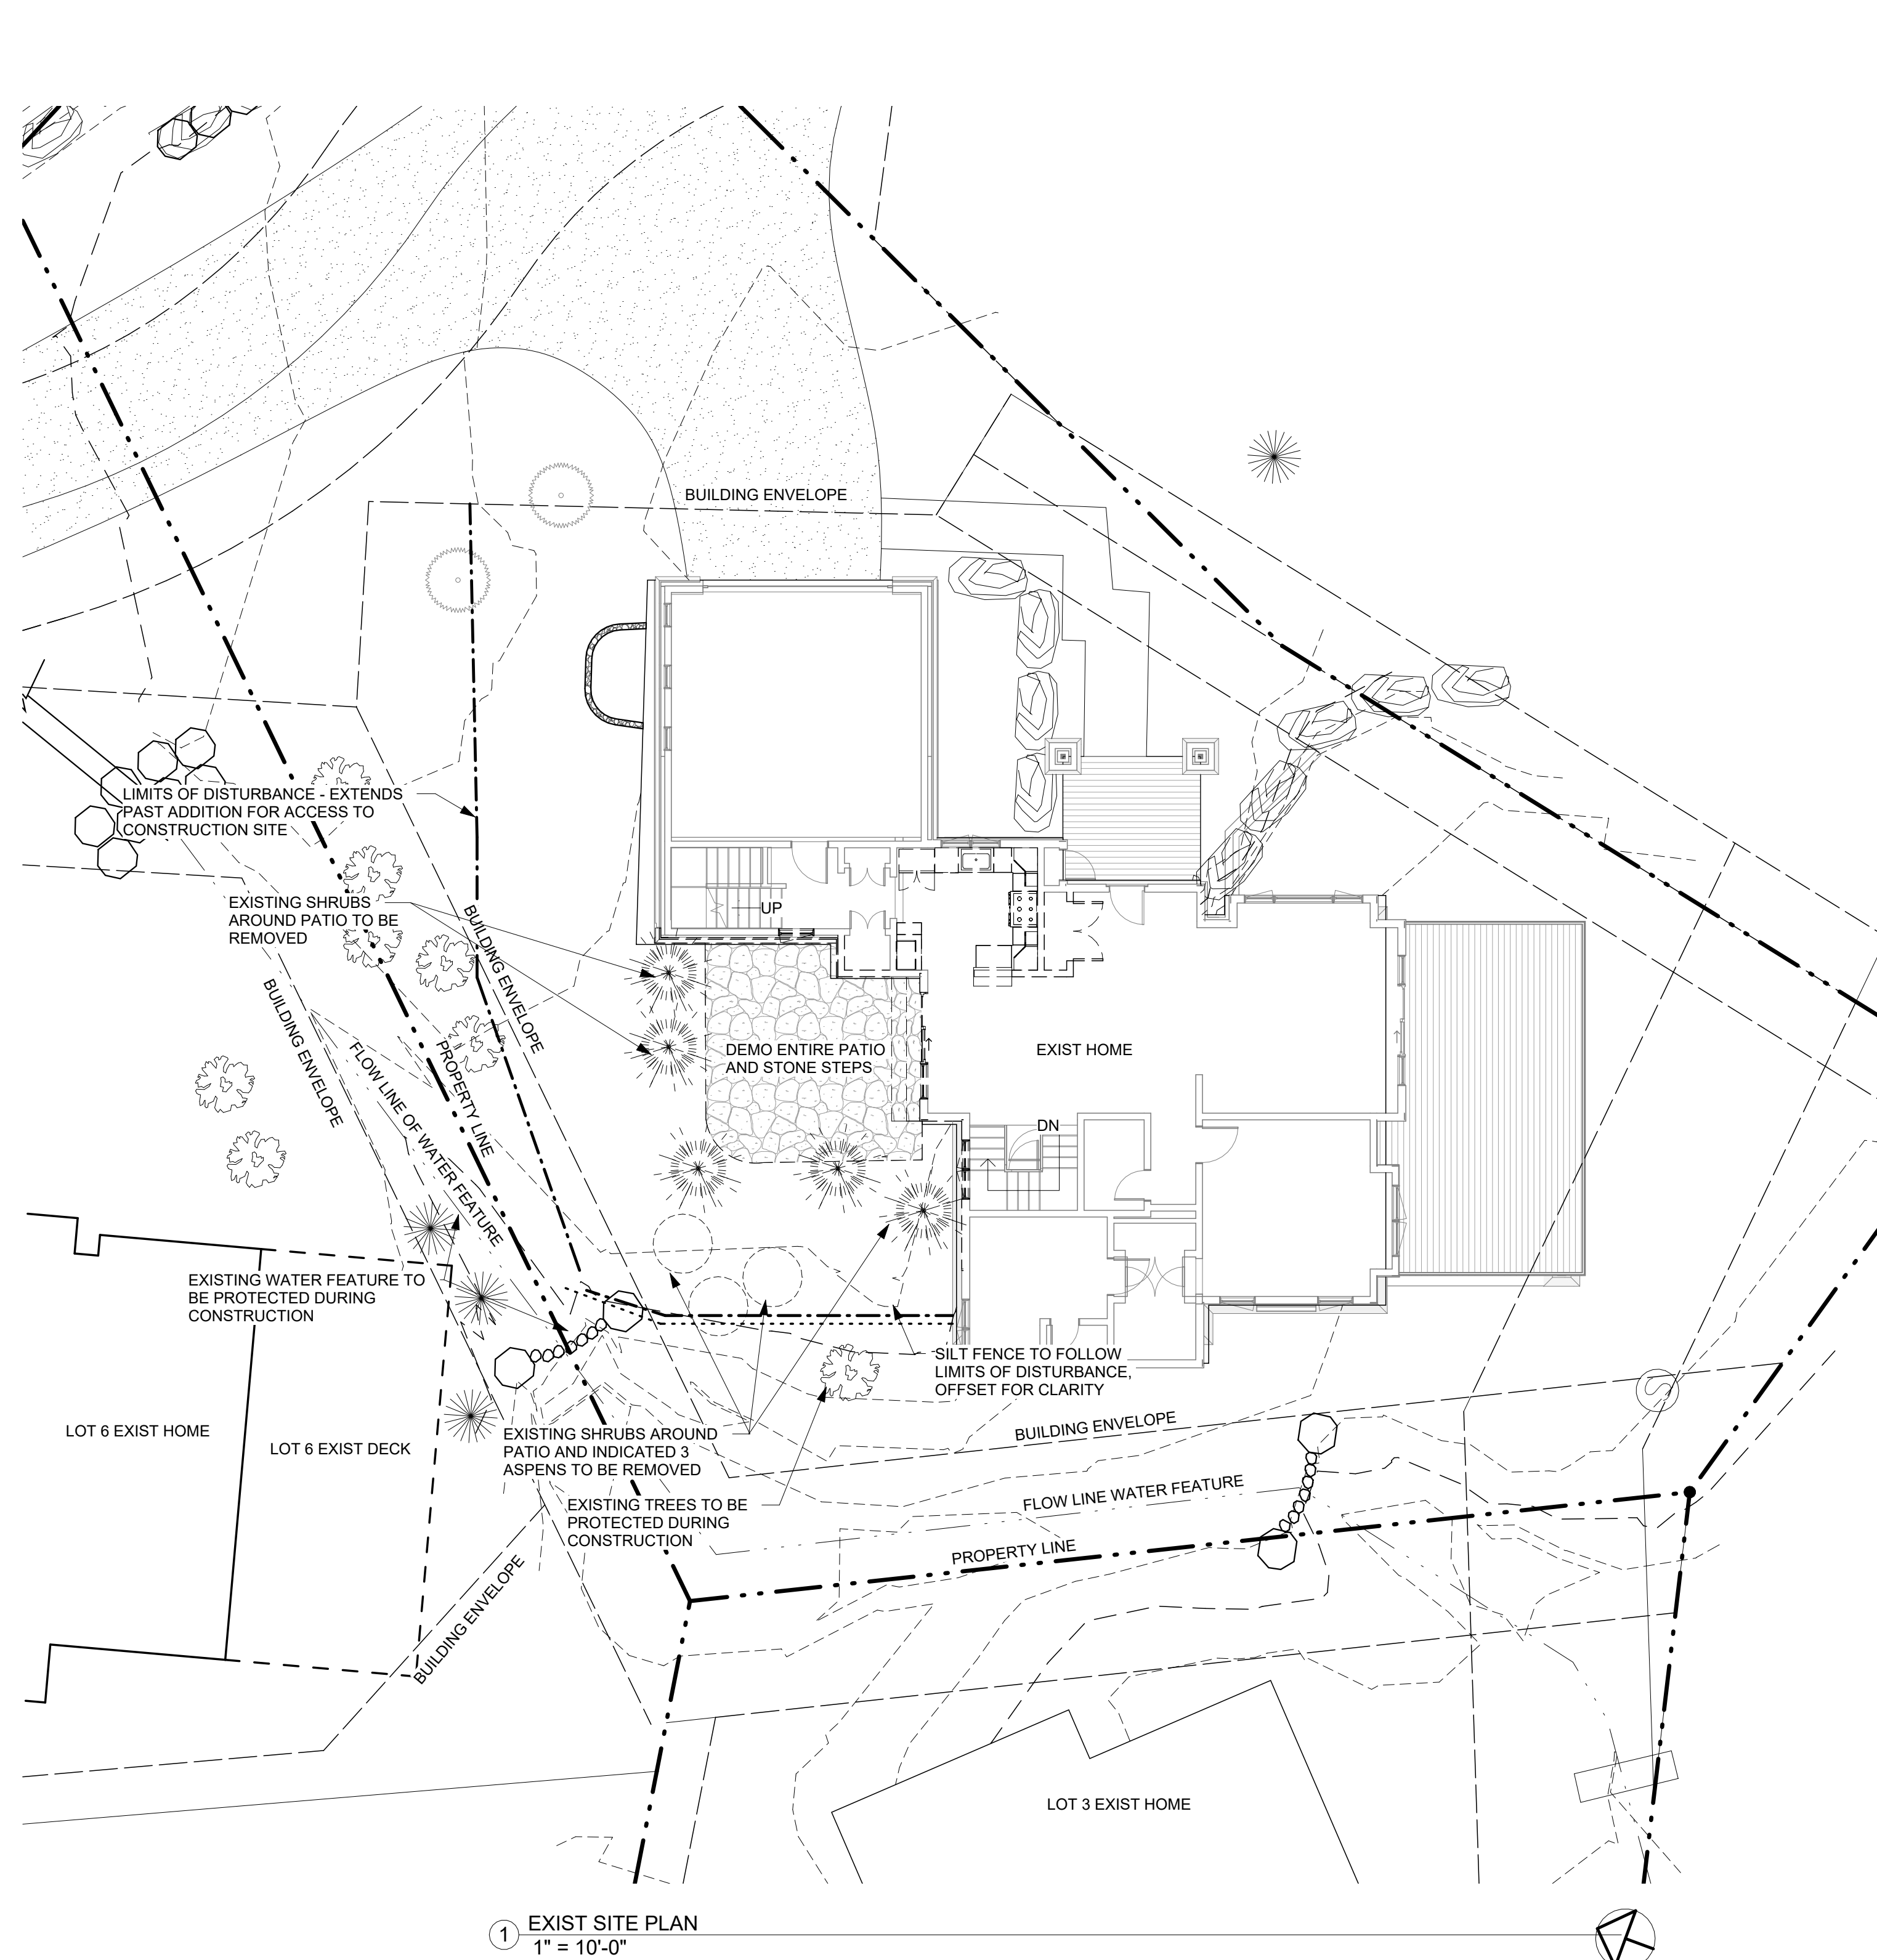 BUILDING ENVELOPE
LIMITS OF DISTURBANCE - EXTENDS
PAST ADDITION FOR ACCESS TO
CONSTRUCTION SITE
EXISTING SHRUBS
AROUND PATIO TO BE
REMOVED
UP
BUILDING ENVELOPE
BUILDING ENVELOPE
FLOW LINE OF WATER FEATURE
PROPERTY LINE
DEMO ENTIRE PATIO
AND STONE STEPS
EXIST HOME
DN
EXISTING WATER FEATURE TO
BE PROTECTED DURING
CONSTRUCTION
SILT FENCE TO FOLLOW
LIMITS OF DISTURBANCE,
OFFSET FOR CLARITY
S
LOT 6 EXIST HOME
LOT 6 EXIST DECK
EXISTING SHRUBS AROUND
PATIO AND INDICATED 3
ASPENS TO BE REMOVED
BUILDING ENVELOPE
EXISTING TREES TO BE
PROTECTED DURING
CONSTRUCTION
FLOW LINE WATER FEATURE
PROPERTY LINE
BUILDING ENVELOPE
LOT 3 EXIST HOME
1 EXIST SITE PLAN
1" = 10'-0"